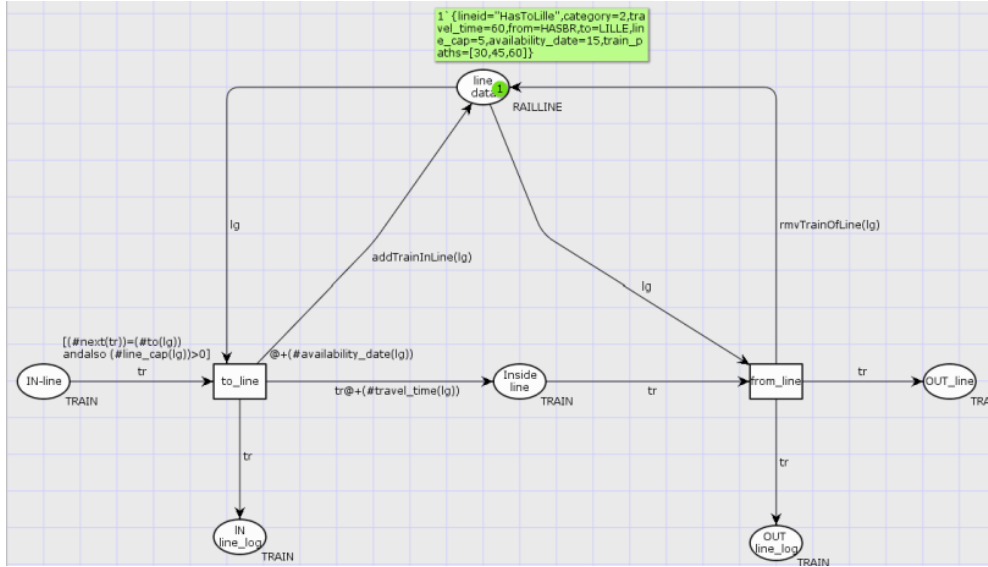 1`{lineid="HasToLille",category=2,tra
vel_time=60,from=HASBR,to=LILLE,lin
e_cap=5,availability_date=15,train_p
aths=[30,45,60]}
line
data
1
RAILLINE
lg
rmvTrainOfLine(lg)
addTrainInLine(lg)
lg
[(#next(tr))=(#to(lg))
andalso (#line_cap(lg))>0]
@+(#availability_date(lg))
IN-line
tr
to_line
tr@+(#travel_time(lg))
Inside
line
tr
from_line
tr
OUT_line
TRAIN
TRAIN
TRA
tr
tr
IN
line_log
TRAIN
OUT
line_log
TRAIN